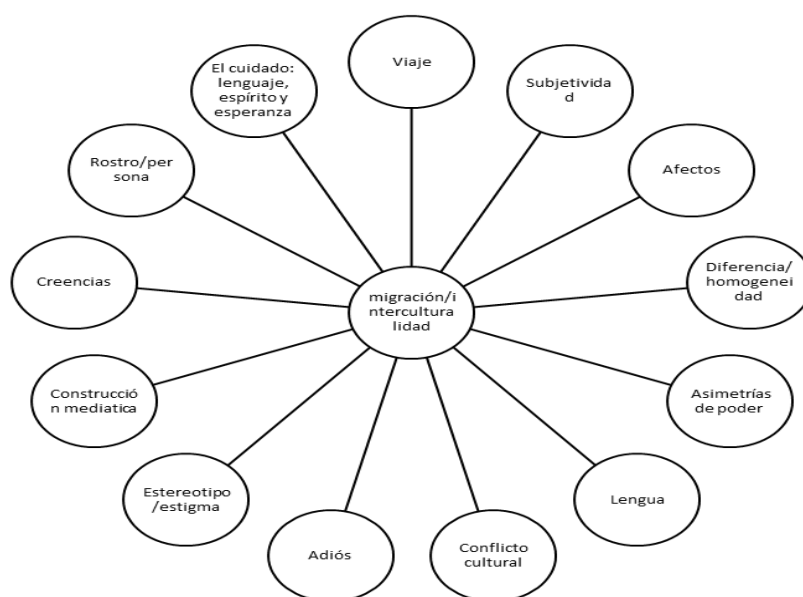 Viaje
Subjetivida
d
Afectos
Diferencia/
homogenei
dad
Asimetrías
de poder
Lengua
Conflicto
cultural
Adiós
Estereotipo
/estigma
Construcció
n mediatica
Creencias
Rostro/per
sona
El cuidado:
lenguaje,
espírito y
esperanza
migración/i
ntercultura
lidad